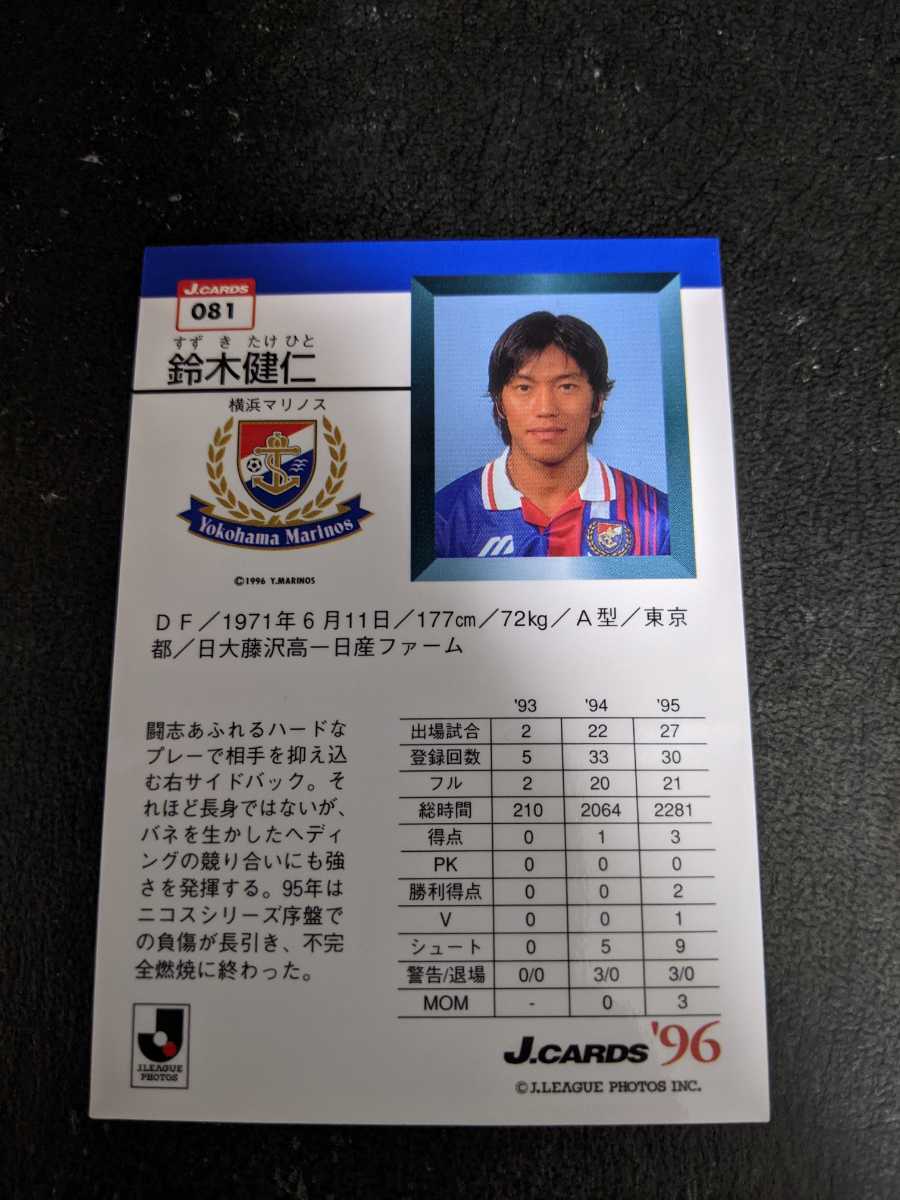 J.CARDS
081
すず き たけ ひと
鈴木健仁
横浜マリノス
Yokohama Marinos
©1996 Y.MARINOS
DF／1971年6月11日／177㎝／72kg／A型／東京
都／日大藤沢高ー日産ファーム
闘志あふれるハードな
プレーで相手を抑え込
む右サイドバック。そ
れほど長身ではないが、
バネを生かしたヘディ
ングの競り合いにも強
さを発揮する。95年は
ニコスシリーズ序盤で
の負傷が長引き、不完
全燃焼に終わった。
'93 '94 '95
出場試合 2 22 27
登録回数 5 33 30
フル 2 20 21
総時間 210 2064 2281
得点 0 1 3
PK 0 0 0
勝利得点 0 0 2
V 0 0 1
シュート 0 5 9
警告/退場 0/0 3/0 3/0
MOM - 0 3
J.LEAGUE
PHOTOS
J.CARDS '96
©J.LEAGUE PHOTOS INC.